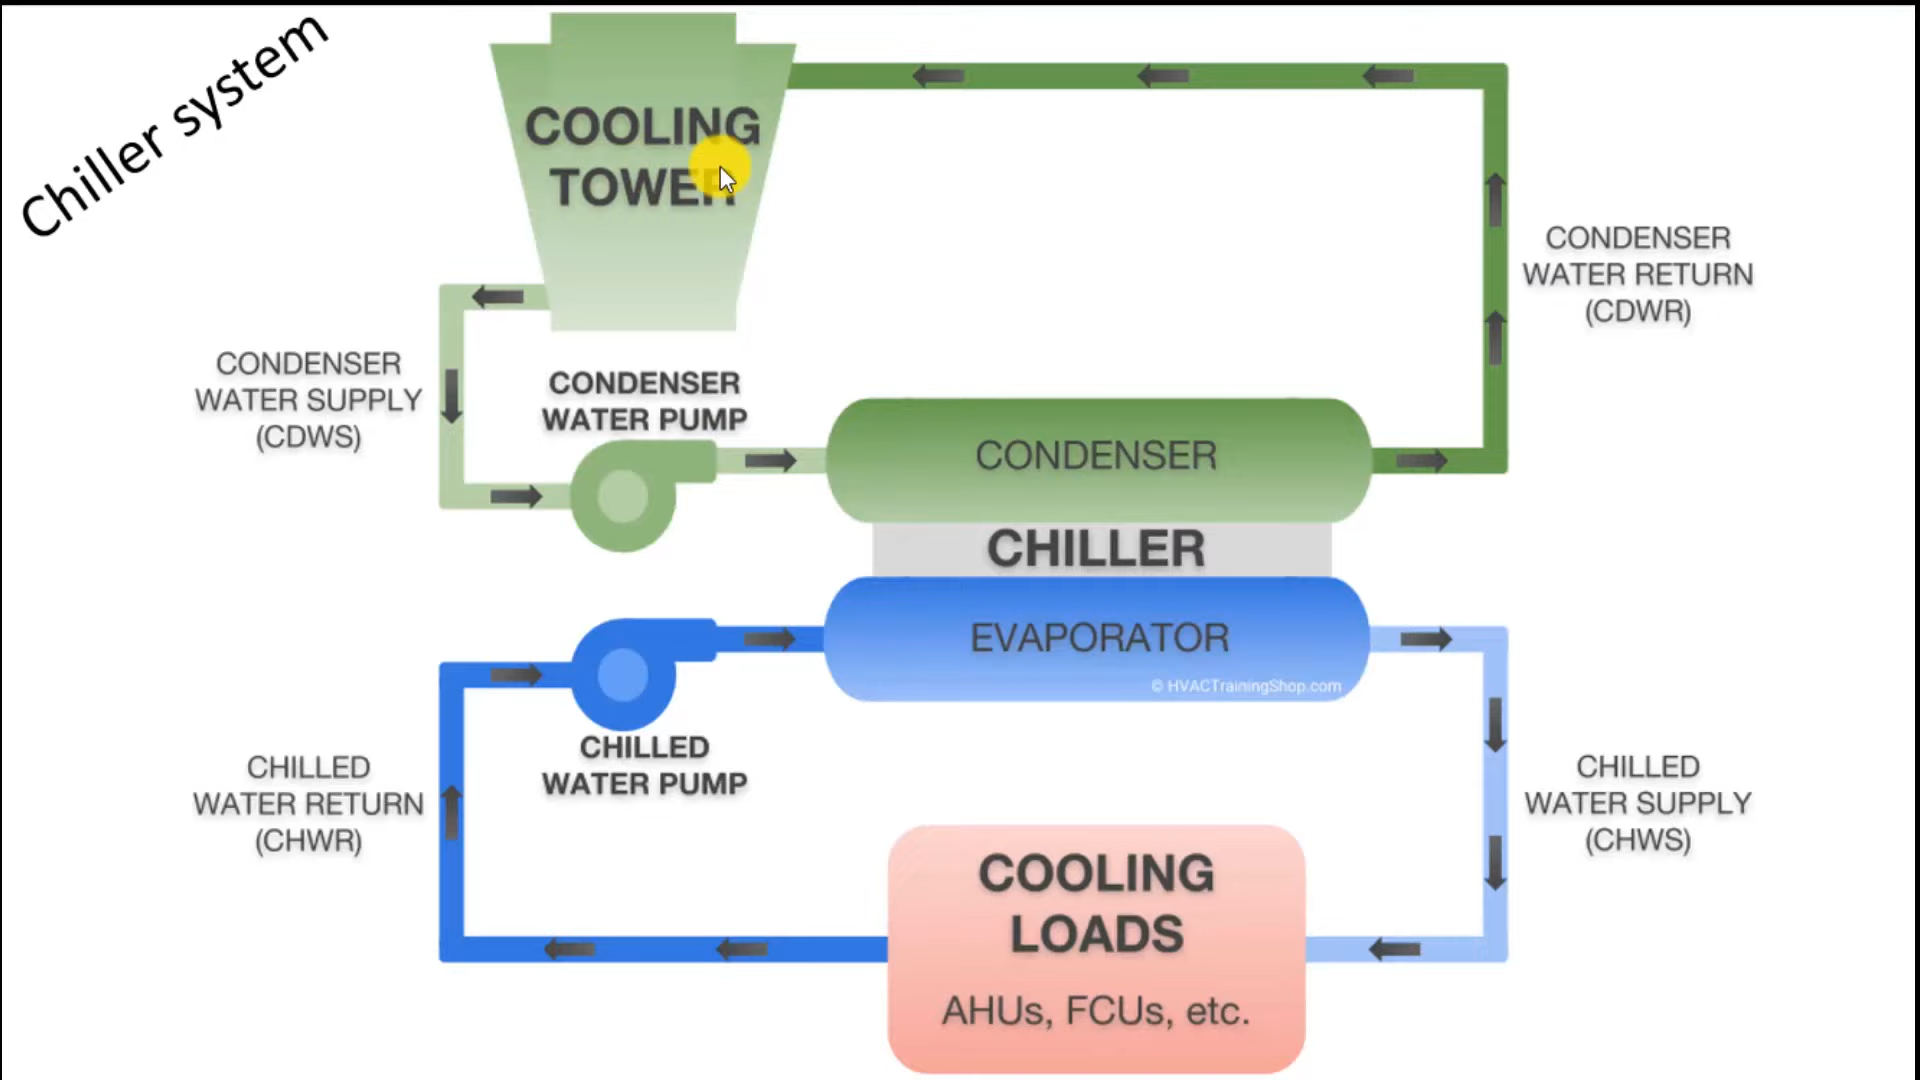 Chiller system
COOLING
TOWER
CONDENSER
WATER RETURN
(CDWR)
CONDENSER
WATER SUPPLY
(CDWS)
CONDENSER
WATER PUMP
CONDENSER
CHILLER
EVAPORATOR
© HVACTrainingShop.com
CHILLED
WATER PUMP
CHILLED
WATER RETURN
(CHWR)
CHILLED
WATER SUPPLY
(CHWS)
COOLING
LOADS
AHUs, FCUs, etc.